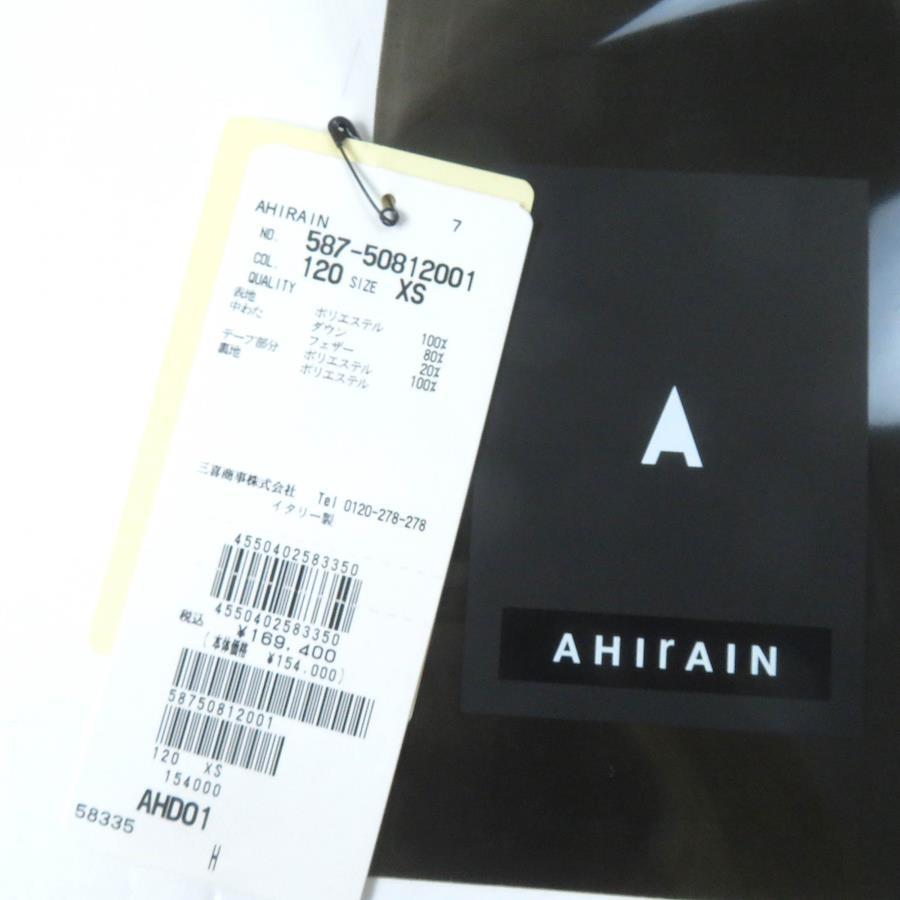 AHIRAIN 7
NO. 587-50812001
COL. 120 SIZE XS
QUALITY
表地 ポリエステル 100%
中わた ダウン 80%
フェザー 20%
テープ部分 ポリエステル 100%
裏地 ポリエステル
三喜商事株式会社 Tel 0120-278-278
イタリー製
4550402583350
4550402583350
税込 ¥169,400
(本体価格 ¥154,000)
58750812001
120 XS
154000
AHD01
58335
H
A
AHIrAIN